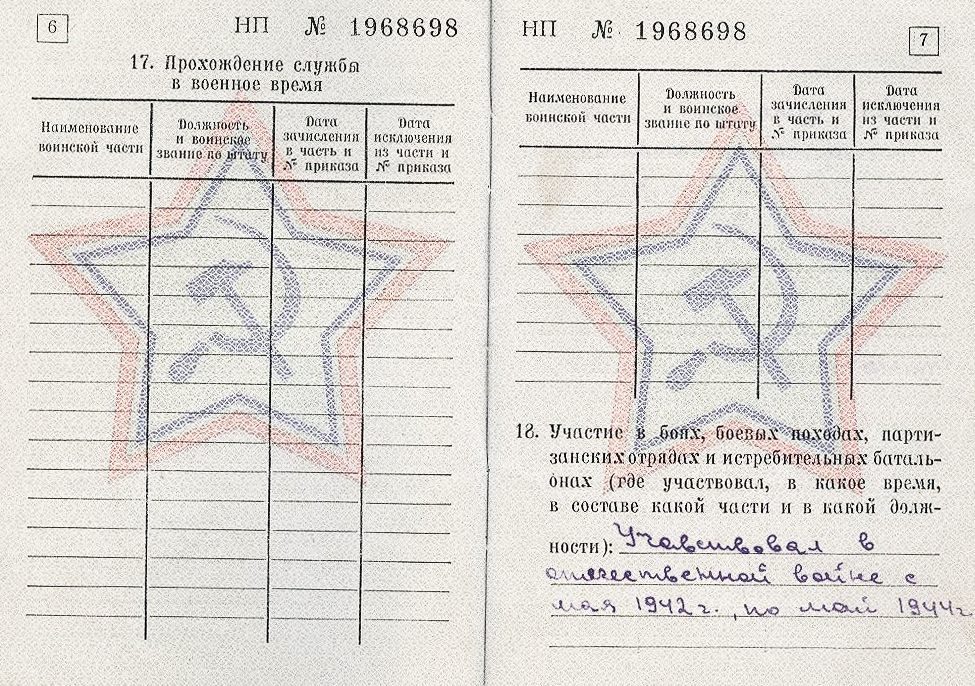 6
НП № 1968698
17. Прохождение службы
в военное время
Наименование
воинской части
Должность
и воинское
звание по штату
Дата
зачисления
в часть и
№ приказа
Дата
исключения
из части и
№ приказа
НП № 1968698
7
Наименование
воинской части
Должность
и воинское
звание по штату
Дата
зачисления
в часть и
№ приказа
Дата
исключения
из части и
№ приказа
18. Участие в боях, боевых походах, парти-
занских отрядах и истребительных баталь-
онах (где участвовал, в какое время,
в составе какой части и в какой долж-
ности): Учавствовал в
отечественной войне с
мая 1942 г., по май 1944 г.